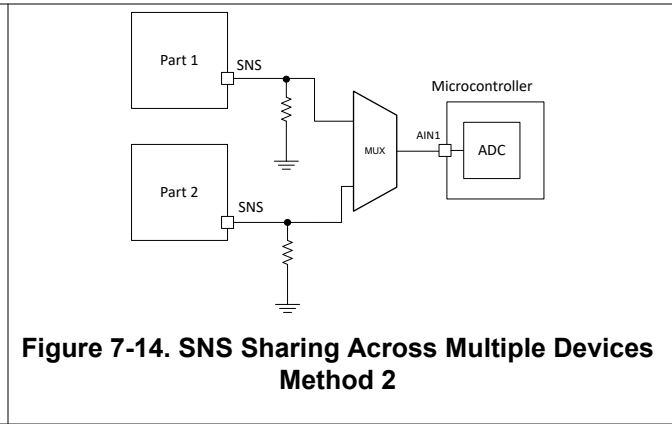 Part 1
SNS
Microcontroller
AIN1
MUX
ADC
Part 2
SNS
Figure 7-14. SNS Sharing Across Multiple Devices
Method 2